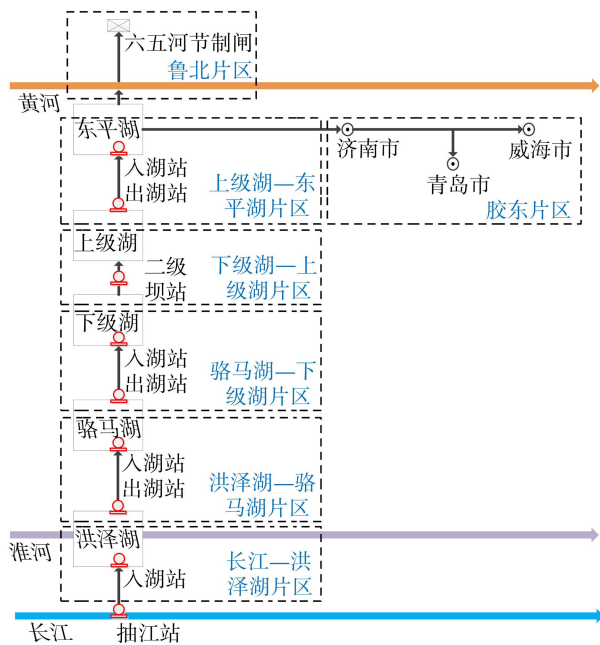 六五河节制闸
鲁北片区
黄河
东平湖
济南市
威海市
青岛市
入湖站
出湖站
上级湖—东
平湖片区
胶东片区
上级湖
二级
坝站
下级湖—上
级湖片区
下级湖
入湖站
出湖站
骆马湖—下
级湖片区
骆马湖
入湖站
出湖站
洪泽湖—骆
马湖片区
洪泽湖
淮河
入湖站
长江—洪
泽湖片区
长江
抽江站